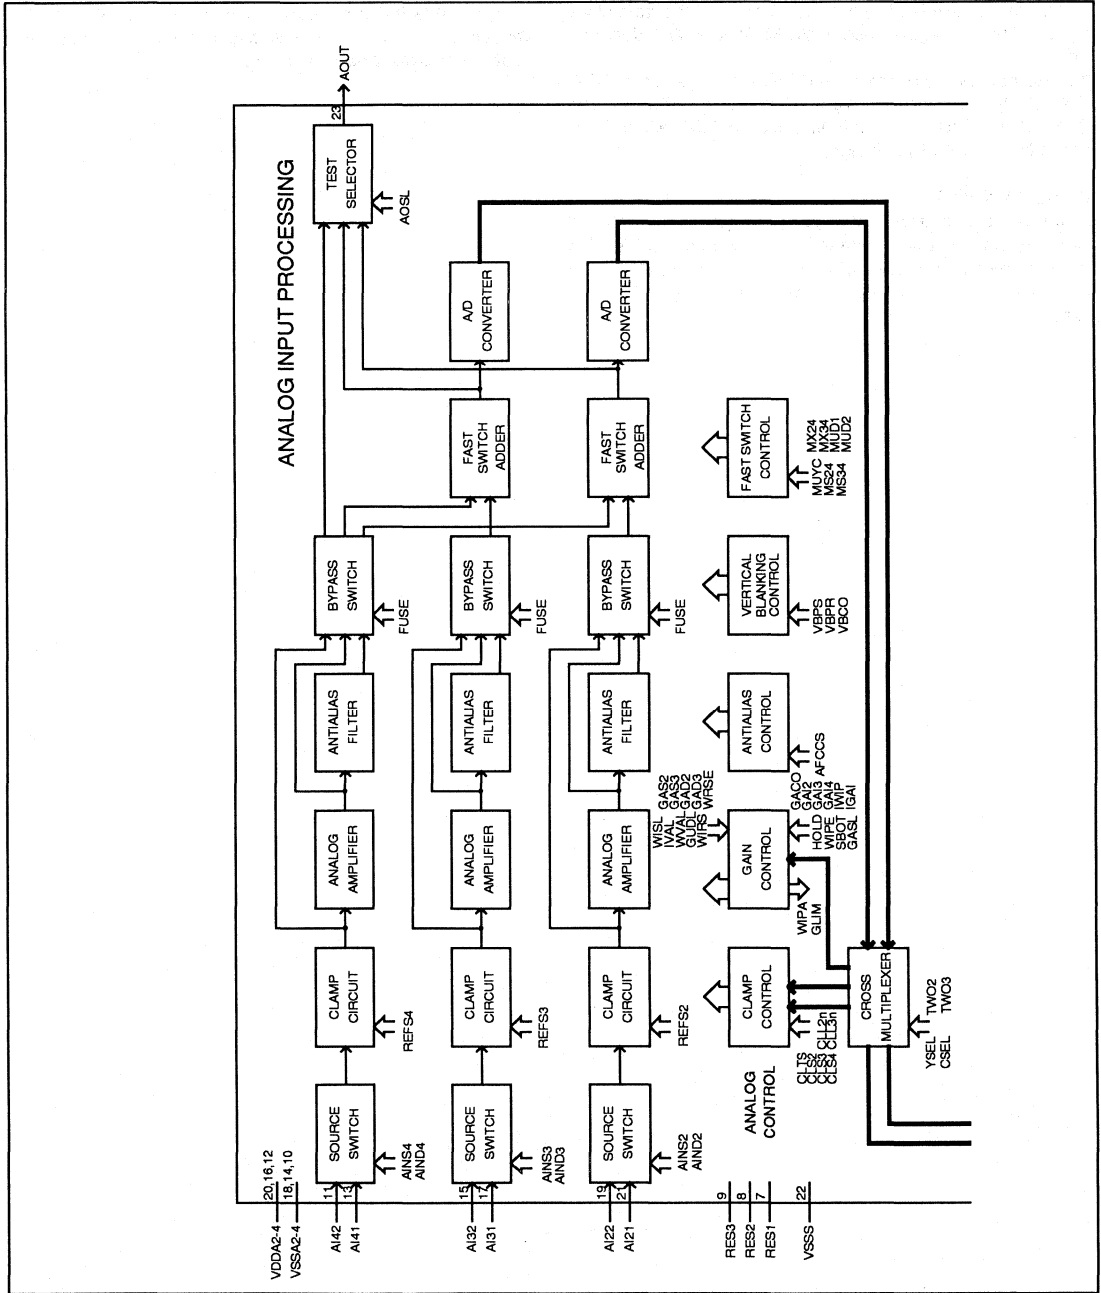 ANALOG INPUT PROCESSING
VDDA2-4
20,16,12
VSSA2-4
18,14,10
AI42
11
AI41
13
SOURCE
SWITCH
AINS4
AIND4
CLAMP
CIRCUIT
REFS4
ANALOG
AMPLIFIER
ANTIALIAS
FILTER
BYPASS
SWITCH
FUSE
TEST
SELECTOR
AOSL
23
AOUT
AI32
15
AI31
17
SOURCE
SWITCH
AINS3
AIND3
CLAMP
CIRCUIT
REFS3
ANALOG
AMPLIFIER
ANTIALIAS
FILTER
BYPASS
SWITCH
FUSE
FAST
SWITCH
ADDER
A/D
CONVERTER
AI22
19
AI21
21
SOURCE
SWITCH
AINS2
AIND2
CLAMP
CIRCUIT
REFS2
ANALOG
AMPLIFIER
ANTIALIAS
FILTER
BYPASS
SWITCH
FUSE
FAST
SWITCH
ADDER
A/D
CONVERTER
RES3
9
RES2
8
RES1
7
VSSS
22
ANALOG
CONTROL
CLAMP
CONTROL
CLTS
CLS2
CLS3 CLL2n
CLS4 CLL3n
WISL GAS2
IVAL GAS3
WVAL GAD2
GUDL GAD3
WIRS WRSE
GAIN
CONTROL
WIPA
GLIM
GACO
HOLD GAI2
WIPE GAI3
SBOT GAI4
GASL IWIP
IGAI
ANTIALIAS
CONTROL
AFCCS
VERTICAL
BLANKING
CONTROL
VBPS
VBPR
VBCO
FAST SWITCH
CONTROL
MUYC MX24
MS24 MX34
MS34 MUD1
MUD2
CROSS
MULTIPLEXER
YSEL TWO2
CSEL TWO3